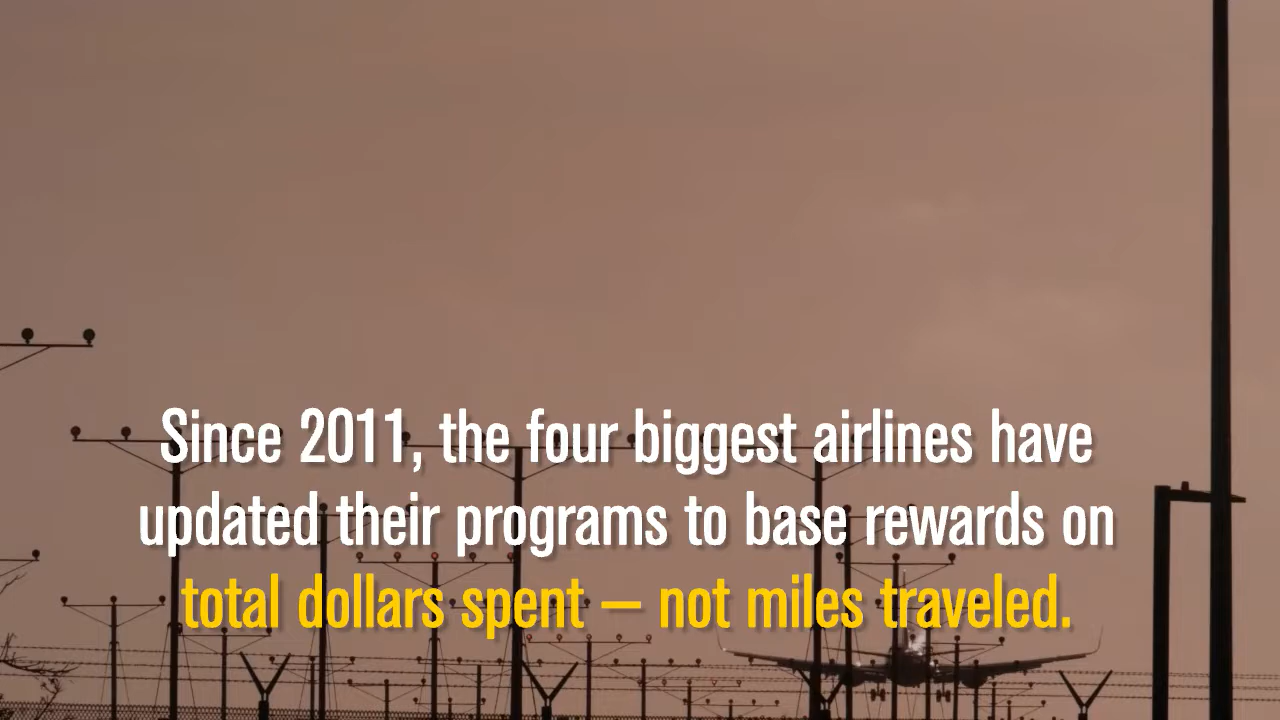 Since 2011, the four biggest airlines have
updated their programs to base rewards on
total dollars spent — not miles traveled.